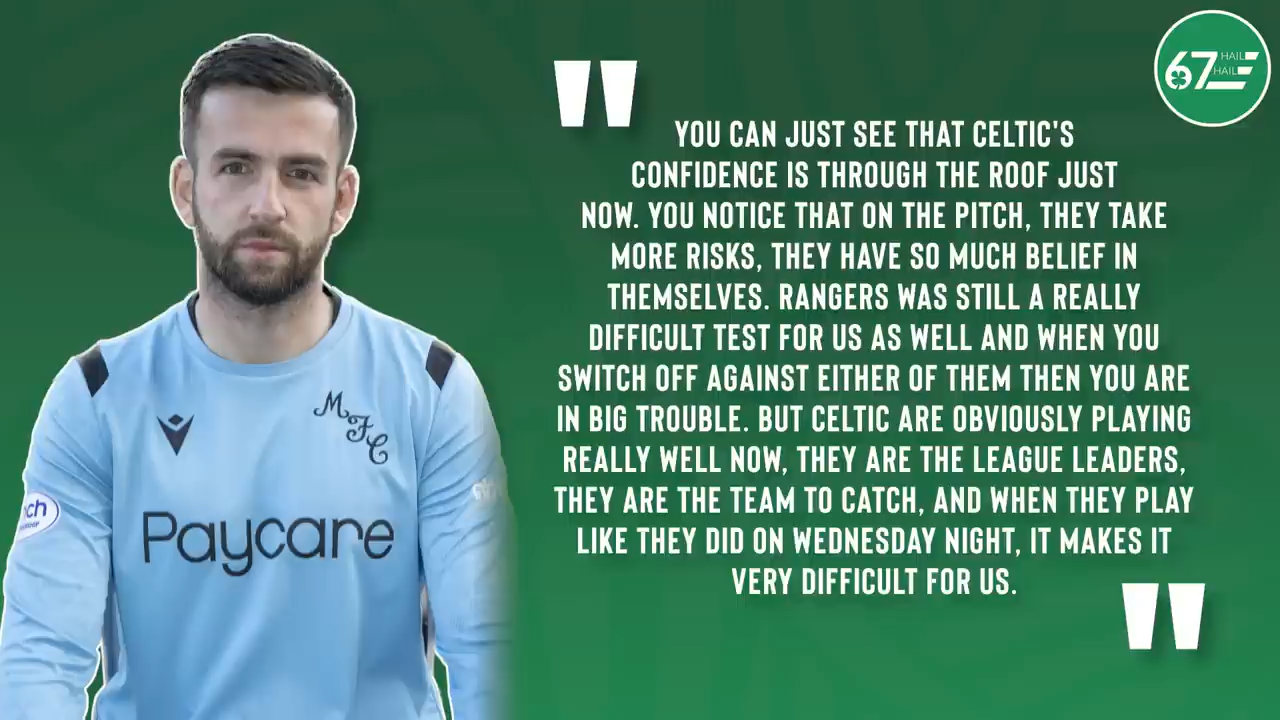 67 HAIL HAIL
"
YOU CAN JUST SEE THAT CELTIC'S
CONFIDENCE IS THROUGH THE ROOF JUST
NOW. YOU NOTICE THAT ON THE PITCH, THEY TAKE
MORE RISKS, THEY HAVE SO MUCH BELIEF IN
THEMSELVES. RANGERS WAS STILL A REALLY
DIFFICULT TEST FOR US AS WELL AND WHEN YOU
SWITCH OFF AGAINST EITHER OF THEM THEN YOU ARE
IN BIG TROUBLE. BUT CELTIC ARE OBVIOUSLY PLAYING
REALLY WELL NOW, THEY ARE THE LEAGUE LEADERS,
THEY ARE THE TEAM TO CATCH, AND WHEN THEY PLAY
LIKE THEY DID ON WEDNESDAY NIGHT, IT MAKES IT
VERY DIFFICULT FOR US.
"
MFC
Paycare
ch